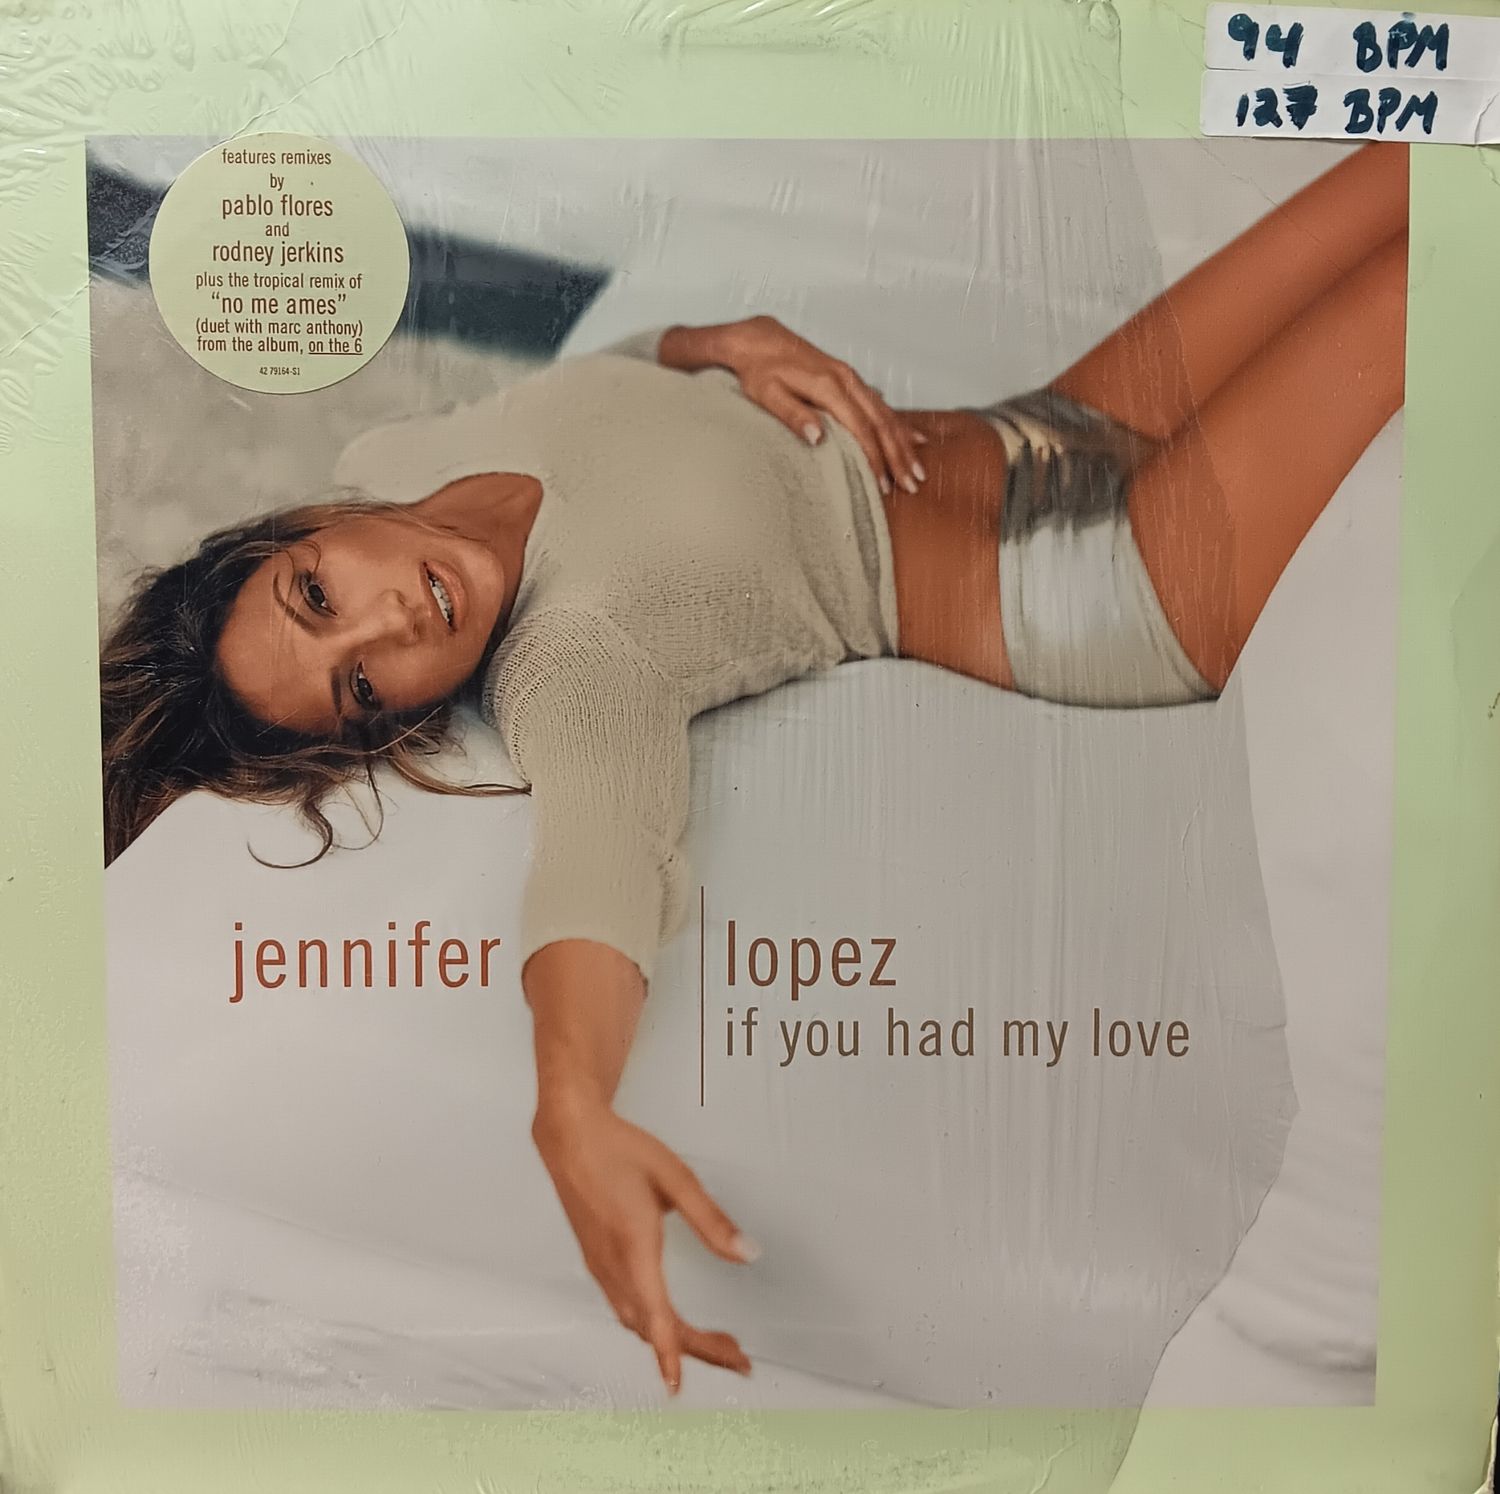 94 BPM
127 BPM
features remixes
by
pablo flores
and
rodney jerkins
plus the tropical remix of
“no me ames”
(duet with marc anthony)
from the album, on the 6
42 79164-S1
jennifer lopez
if you had my love